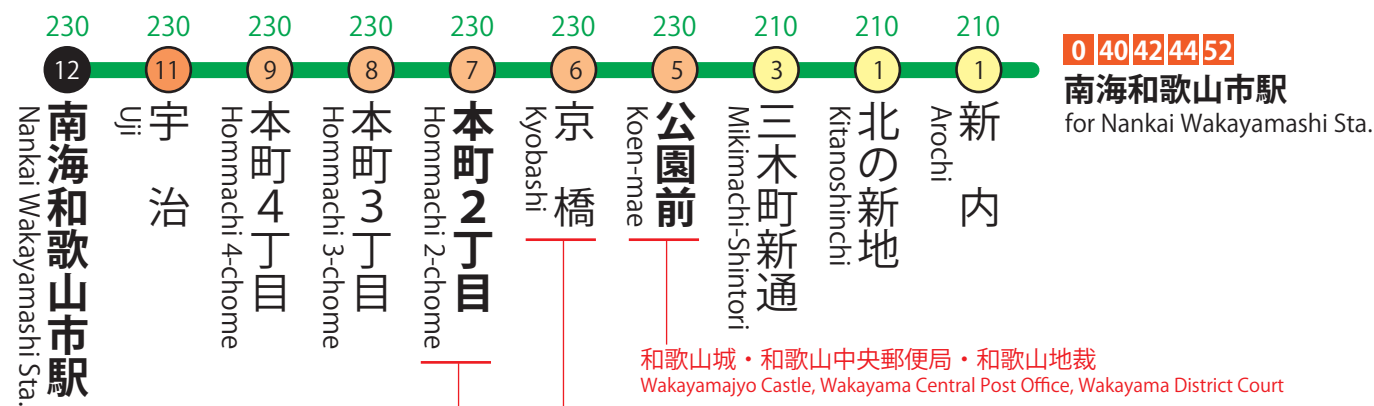 230 230 230 230 230 230 230 210 210 210
12 11 9 8 7 6 5 3 1 1
0 40 42 44 52
南海和歌山市駅
for Nankai Wakayamashi Sta.
南海和歌山市駅
Nankai Wakayamashi Sta.
宇治
Uji
本町4丁目
Hommachi 4-chome
本町3丁目
Hommachi 3-chome
本町2丁目
Hommachi 2-chome
京橋
Kyobashi
公園前
Koen-mae
三木町新通
Mikimachi-Shintori
北の新地
Kitanoshinchi
新内
Arochi
和歌山城・和歌山中央郵便局・和歌山地裁
Wakayamajyo Castle, Wakayama Central Post Office, Wakayama District Court